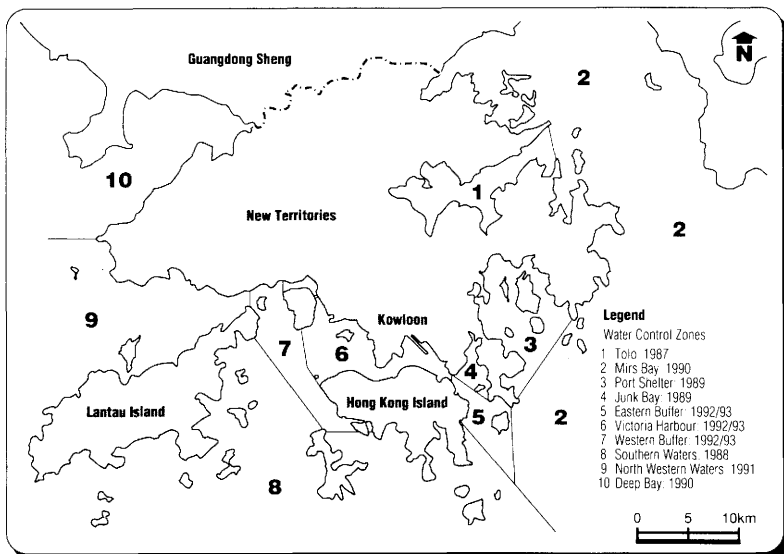 Guangdong Sheng
N
2
10
1
New Territories
2
9
Kowloon
7
6
3
4
Lantau Island
Hong Kong Island
5
2
8
Legend
Water Control Zones
1 Tolo 1987
2 Mirs Bay 1990
3 Port Shelter 1989
4 Junk Bay: 1989
5 Eastern Buffer: 1992/93
6 Victoria Harbour: 1992/93
7 Western Buffer: 1992/93
8 Southern Waters: 1988
9 North Western Waters: 1991
10 Deep Bay: 1990
0 5 10km